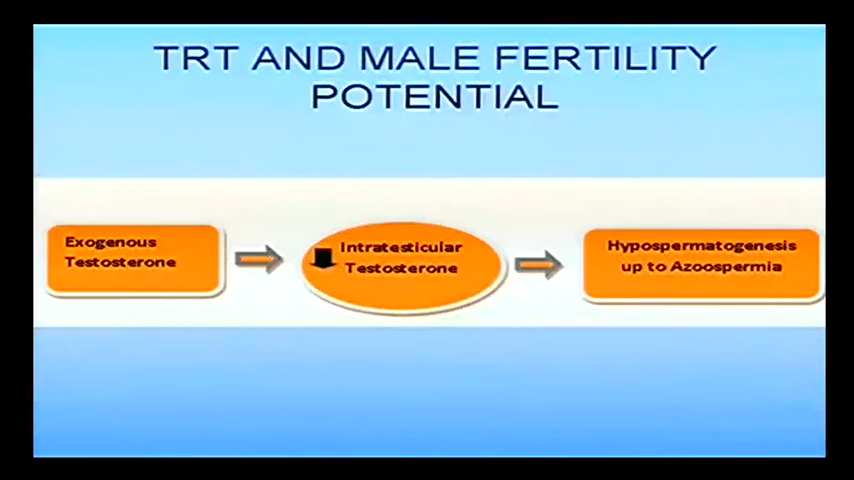 TRT AND MALE FERTILITY
POTENTIAL
Exogenous
Testosterone
Intratesticular
Testosterone
Hypospermatogenesis
up to Azoospermia